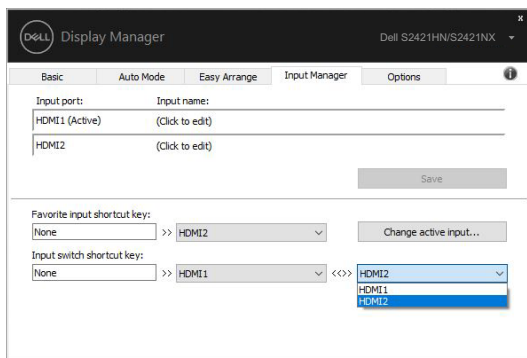 DELL Display Manager
Dell S2421HN/S2421NX
x
Basic Auto Mode Easy Arrange Input Manager Options
Input port: Input name:
HDMI1 (Active) (Click to edit)
HDMI2 (Click to edit)
Save
Favorite input shortcut key:
None >> HDMI2 Change active input...
Input switch shortcut key:
None >> HDMI1 <<>> HDMI2
HDMI1
HDMI2